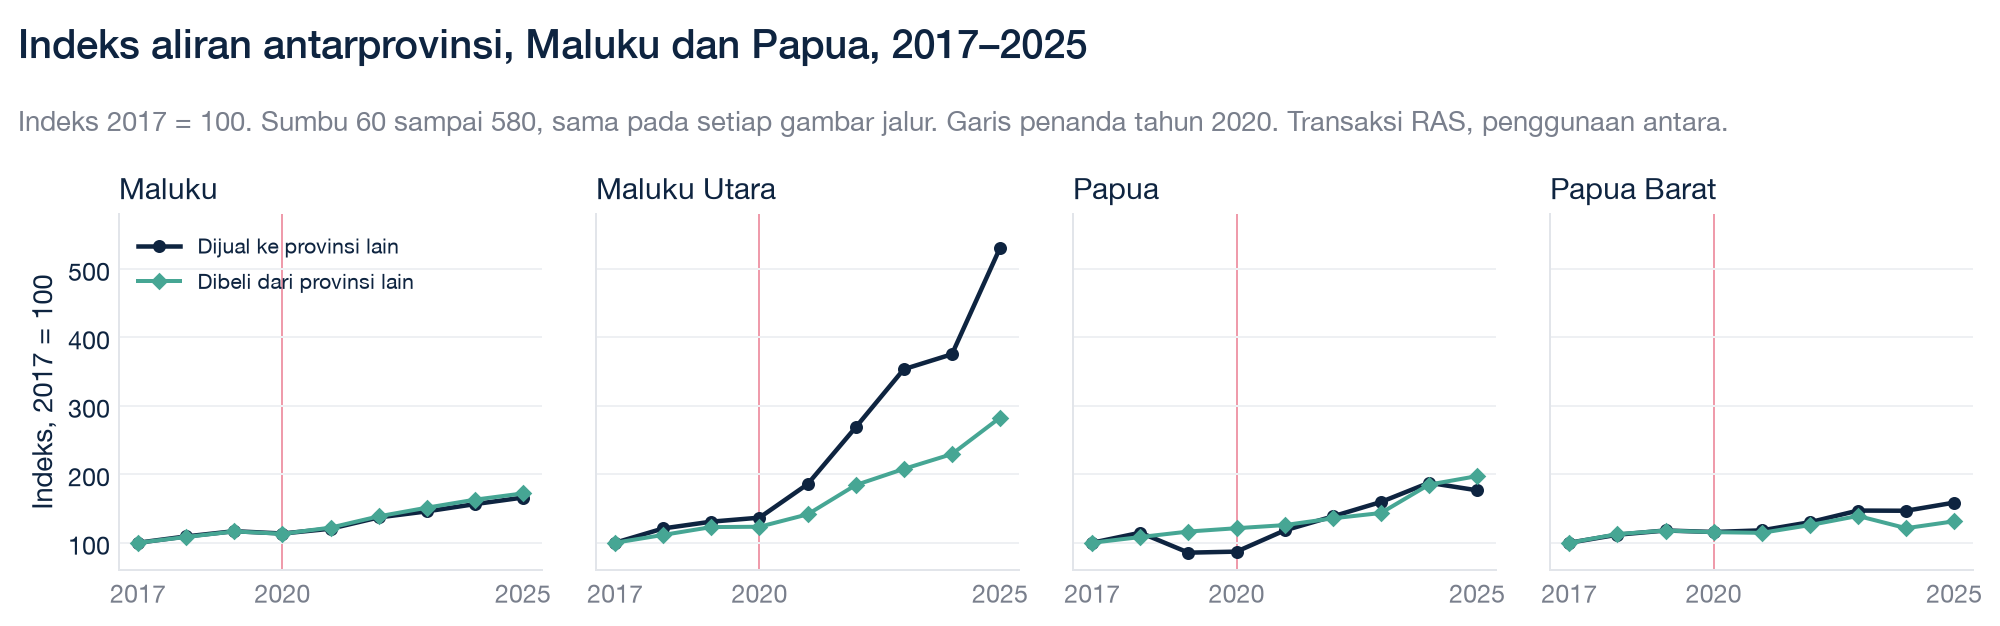 Indeks aliran antarprovinsi, Maluku dan Papua, 2017–2025
Indeks 2017 = 100. Sumbu 60 sampai 580, sama pada setiap gambar jalur. Garis penanda tahun 2020. Transaksi RAS, penggunaan antara.
Maluku
Maluku Utara
Papua
Papua Barat
Dijual ke provinsi lain
Dibeli dari provinsi lain
Indeks, 2017 = 100
500
400
300
200
100
2017 2020 2025
2017 2020 2025
2017 2020 2025
2017 2020 2025